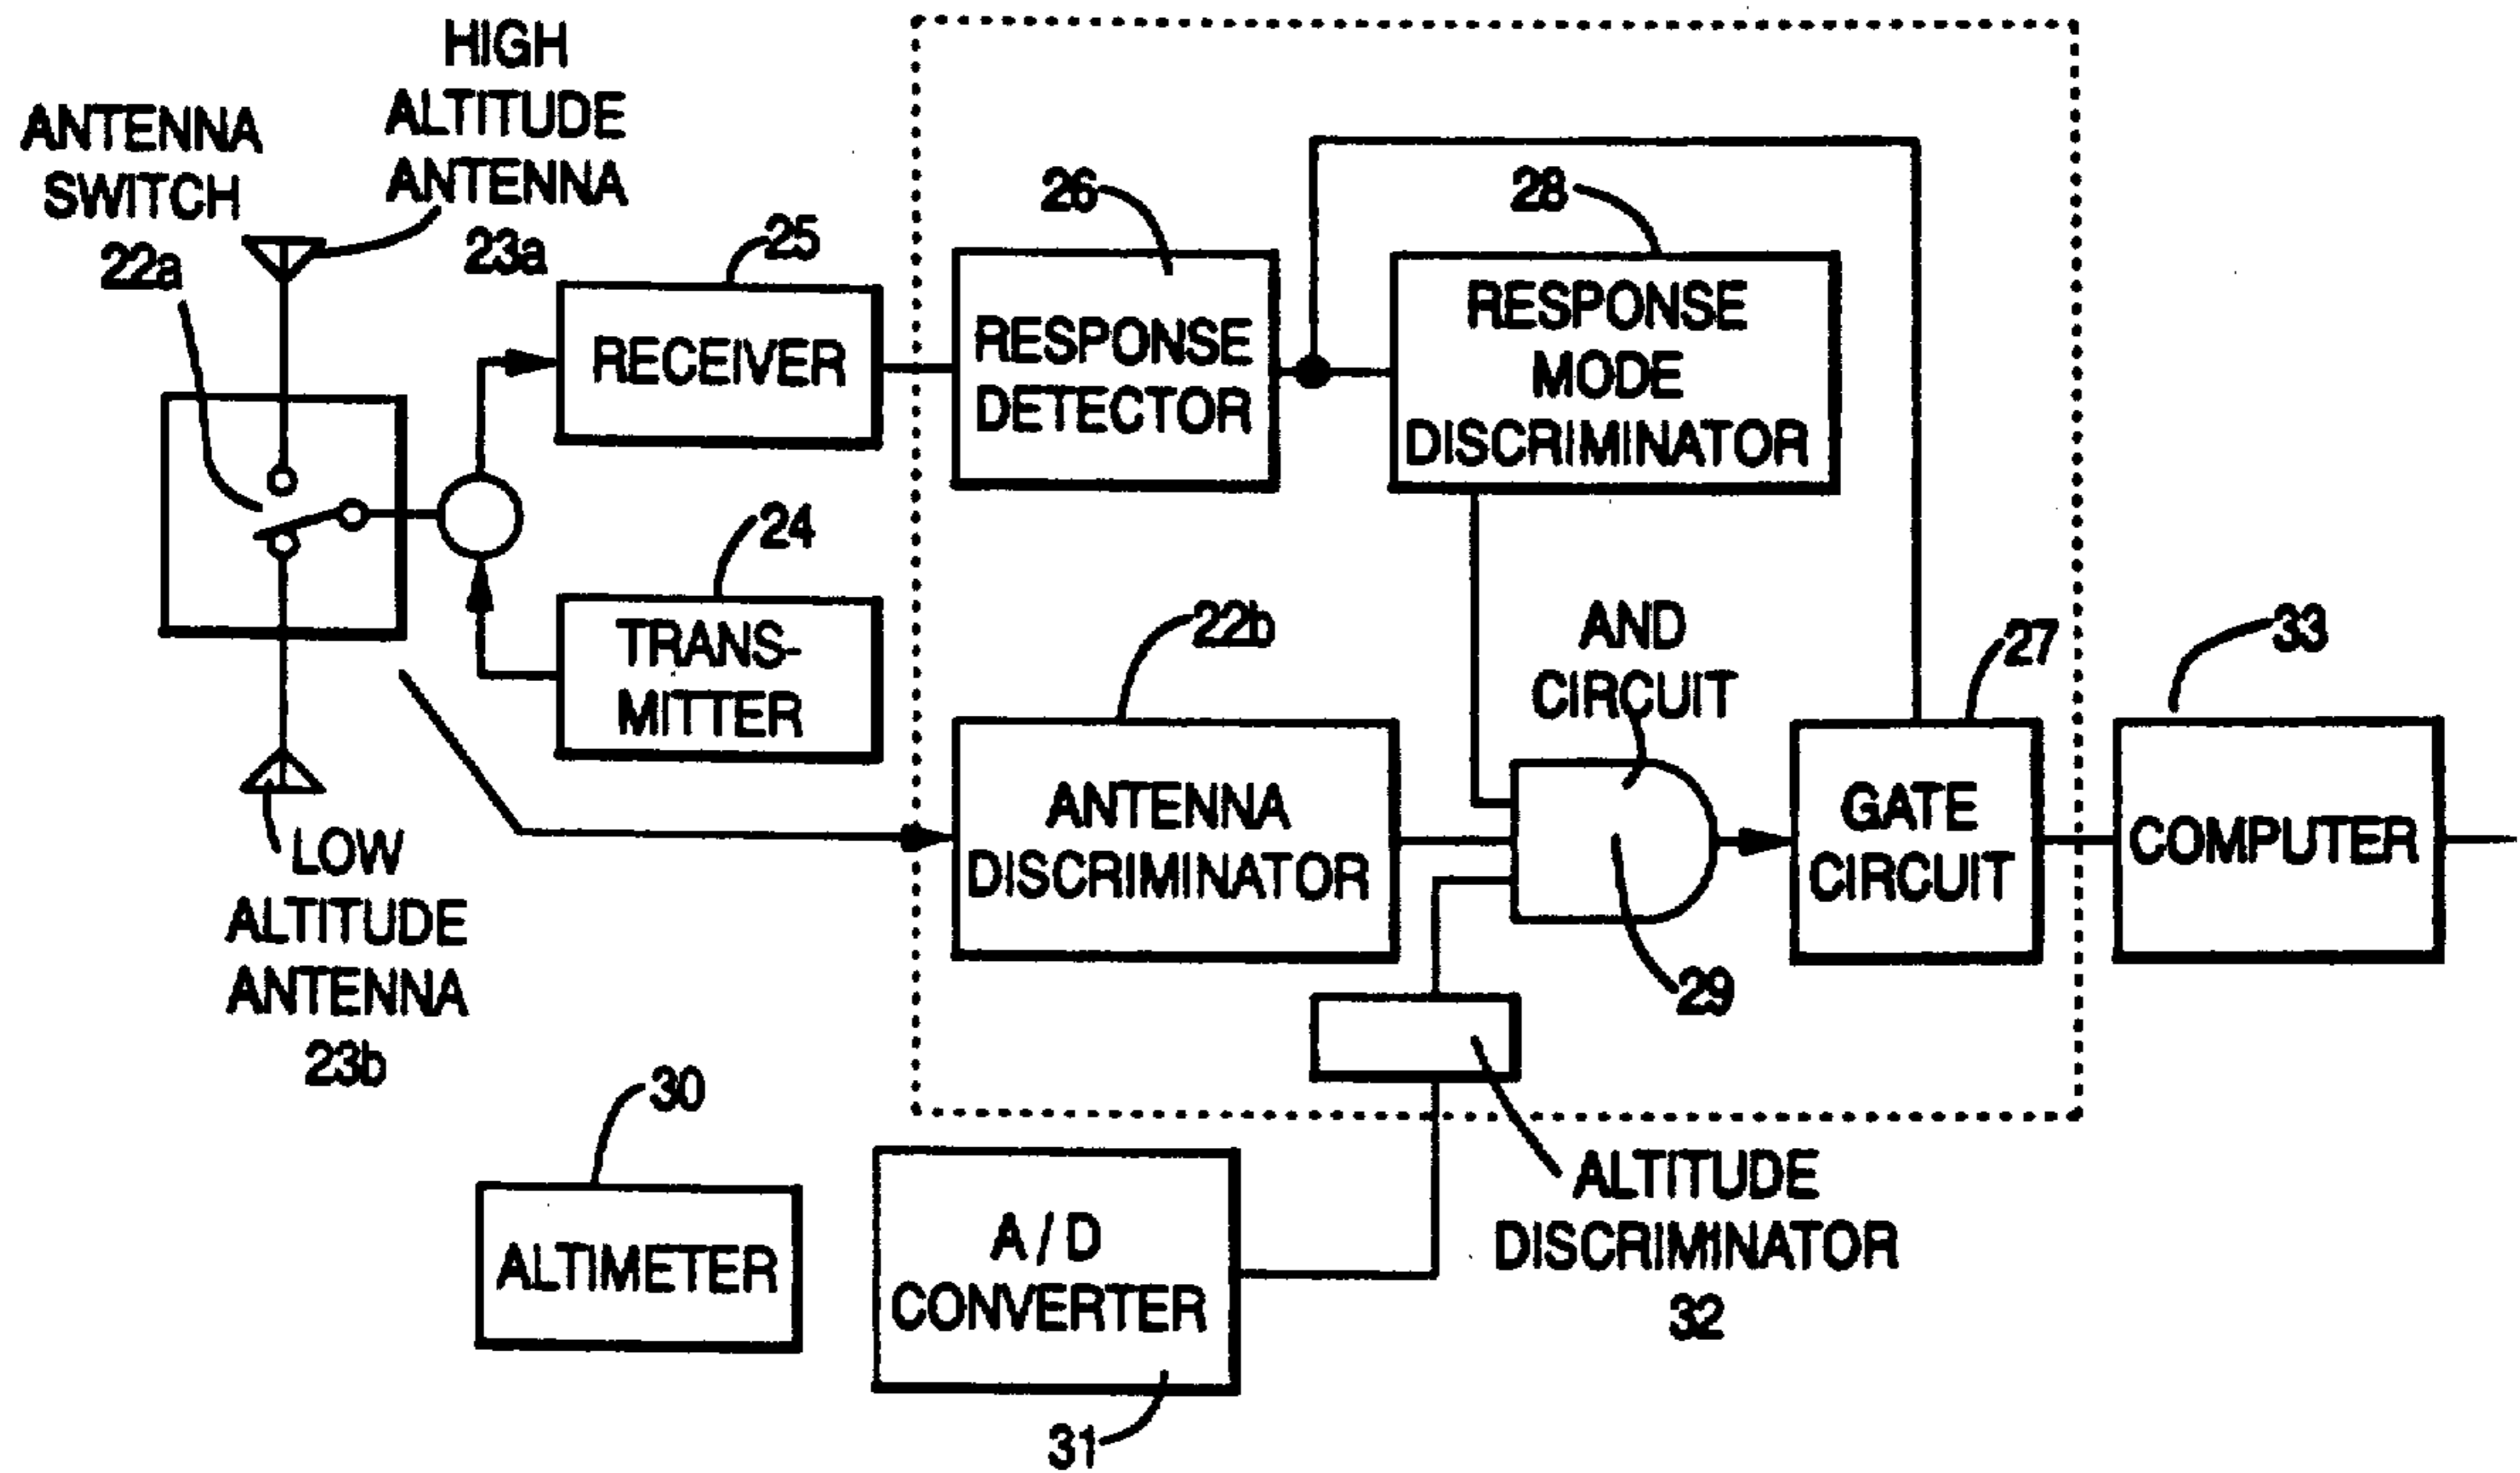 HIGH
ALTITUDE
ANTENNA
23a
ANTENNA
SWITCH
22a
25
RECEIVER
26
RESPONSE
DETECTOR
28
RESPONSE
MODE
DISCRIMINATOR
24
TRANS-
MITTER
22b
ANTENNA
DISCRIMINATOR
AND
CIRCUIT
29
27
GATE
CIRCUIT
33
COMPUTER
LOW
ALTITUDE
ANTENNA
23b
30
ALTIMETER
A/D
CONVERTER
31
ALTITUDE
DISCRIMINATOR
32